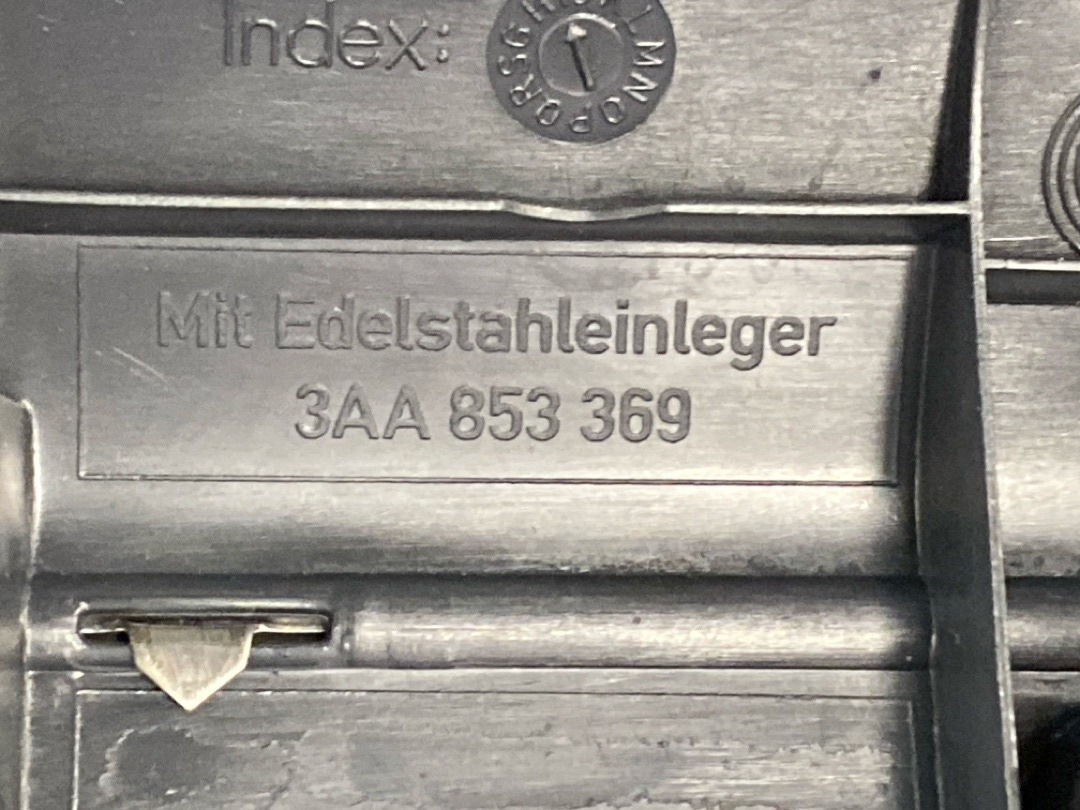 Index:
L M N O P Q R S
Mit Edelstahleinleger
3AA 853 369